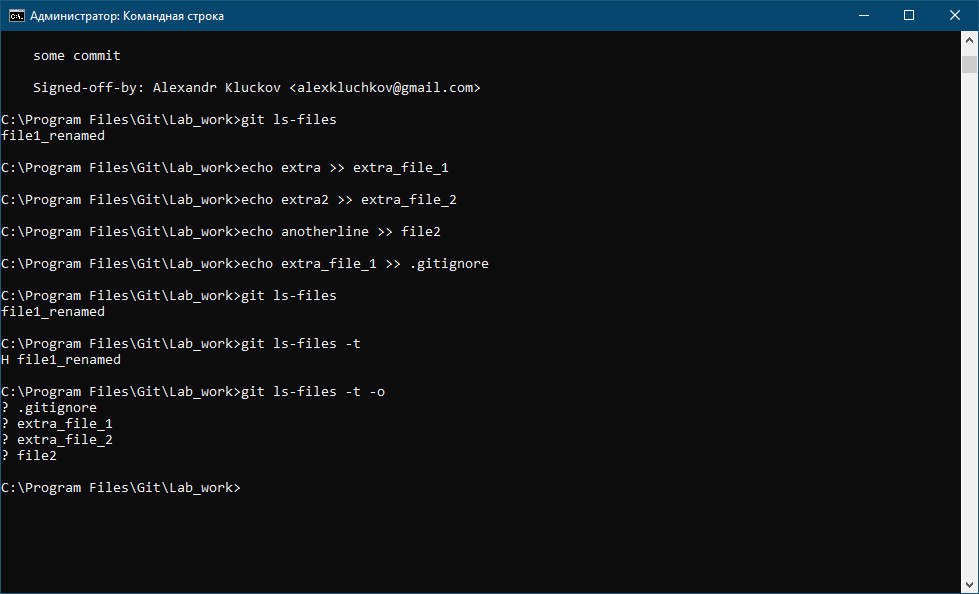 Администратор: Командная строка
some commit
Signed-off-by: Alexandr Kluckov <alexkluchkov@gmail.com>
C:\Program Files\Git\Lab_work>git ls-files
file1_renamed
C:\Program Files\Git\Lab_work>echo extra >> extra_file_1
C:\Program Files\Git\Lab_work>echo extra2 >> extra_file_2
C:\Program Files\Git\Lab_work>echo anotherline >> file2
C:\Program Files\Git\Lab_work>echo extra_file_1 >> .gitignore
C:\Program Files\Git\Lab_work>git ls-files
file1_renamed
C:\Program Files\Git\Lab_work>git ls-files -t
H file1_renamed
C:\Program Files\Git\Lab_work>git ls-files -t -o
? .gitignore
? extra_file_1
? extra_file_2
? file2
C:\Program Files\Git\Lab_work>